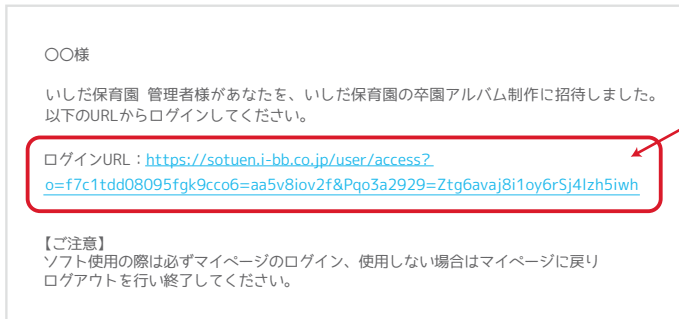 〇〇様
いしだ保育園 管理者様があなたを、いしだ保育園の卒園アルバム制作に招待しました。
以下のURLからログインしてください。
ログインURL：https://sotuen.i-bb.co.jp/user/access?
o=f7c1tdd08095fgk9cco6=aa5v8iov2f&Pqo3a2929=Ztg6avaj8i1oy6rSj4lzh5iwh
【ご注意】
ソフト使用の際は必ずマイページのログイン、使用しない場合はマイページに戻り
ログアウトを行い終了してください。